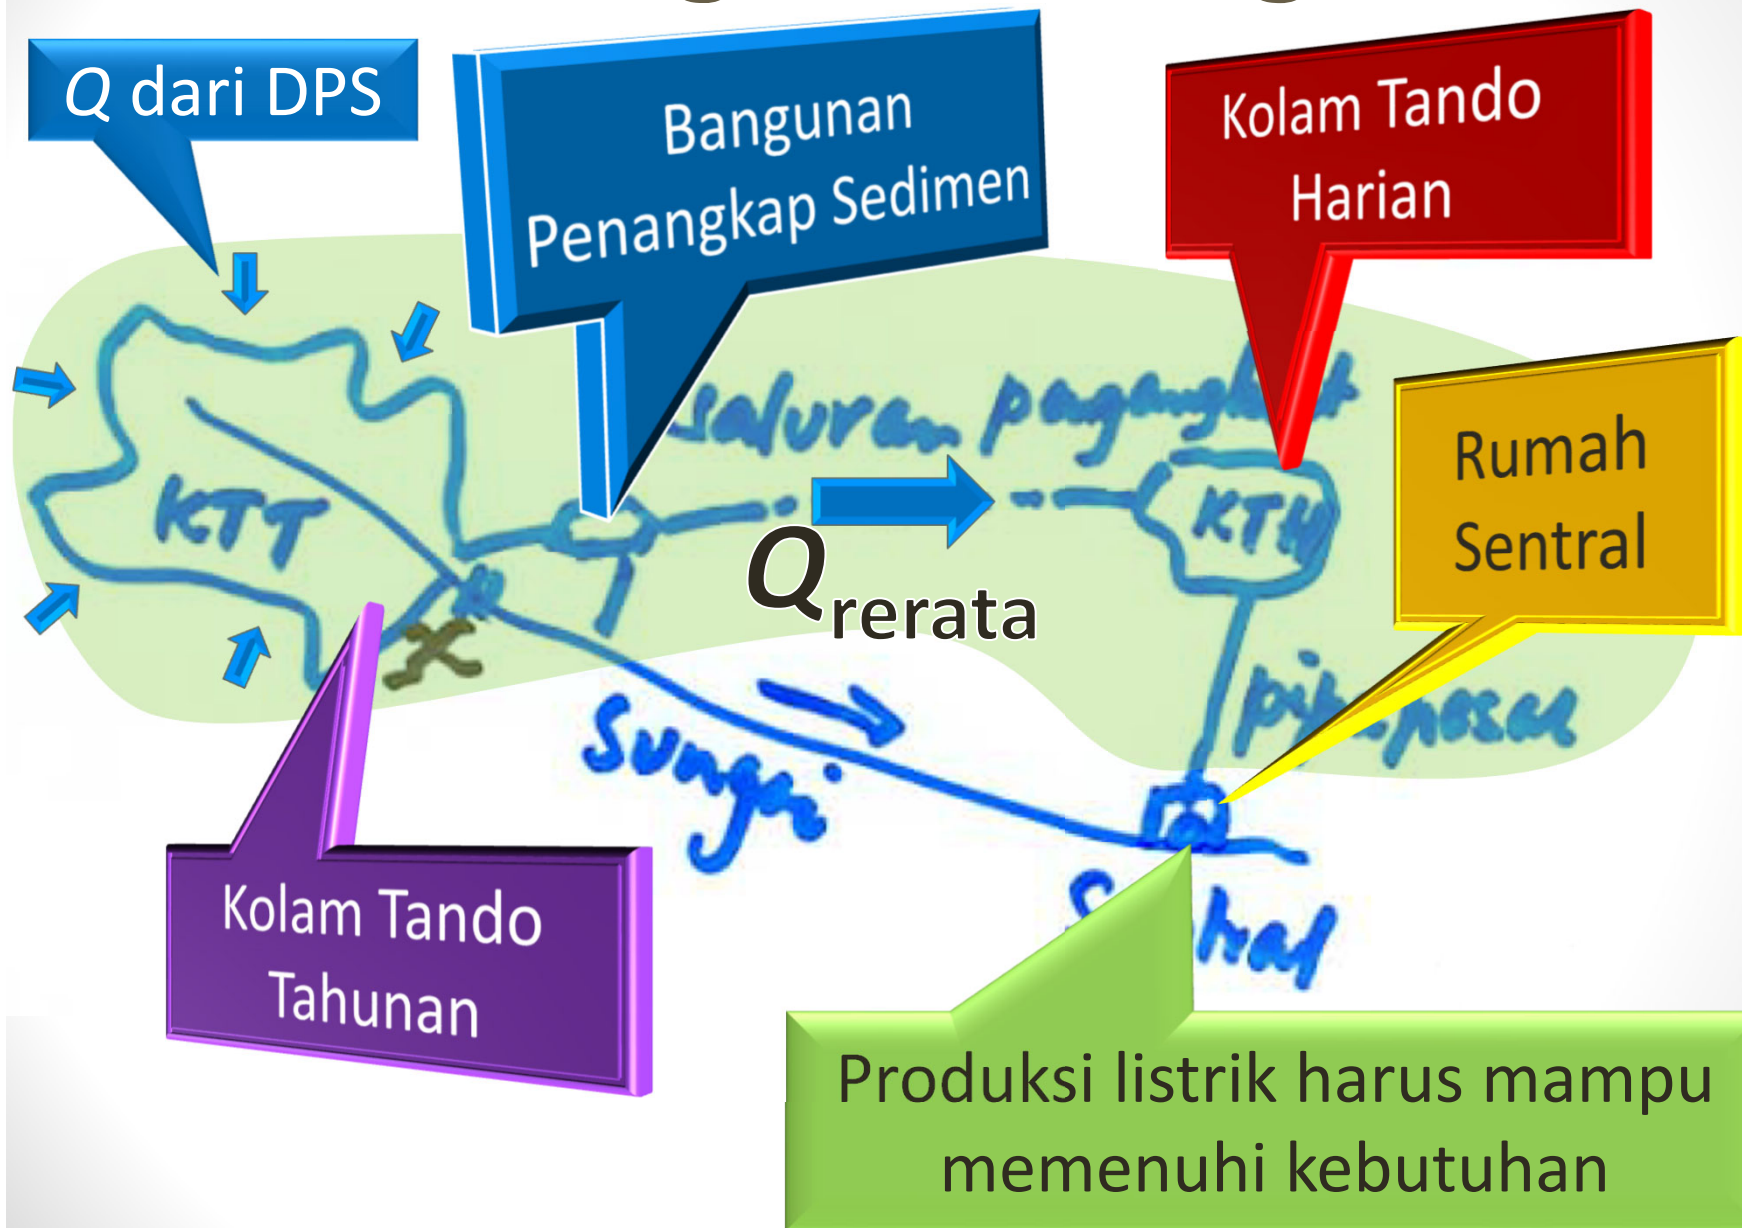 Q dari DPS
Bangunan
Penangkap Sedimen
Kolam Tando
Harian
saluran
Rumah
Sentral
KTT
KTH
Qrerata
Sungai
Kolam Tando
Tahunan
Produksi listrik harus mampu
memenuhi kebutuhan